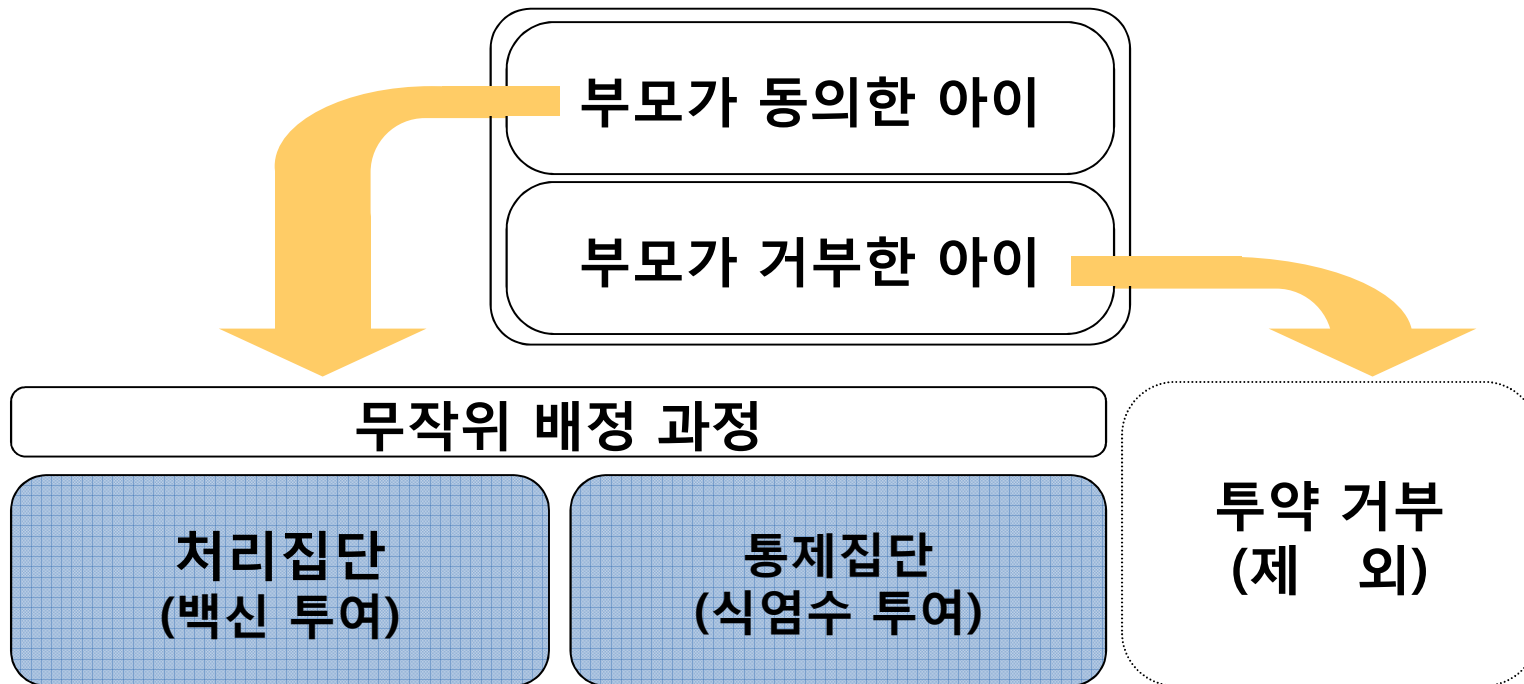 부모가 동의한 아이
부모가 거부한 아이
무작위 배정 과정
처리집단
(백신 투여)
통제집단
(식염수 투여)
투약 거부
(제 외)